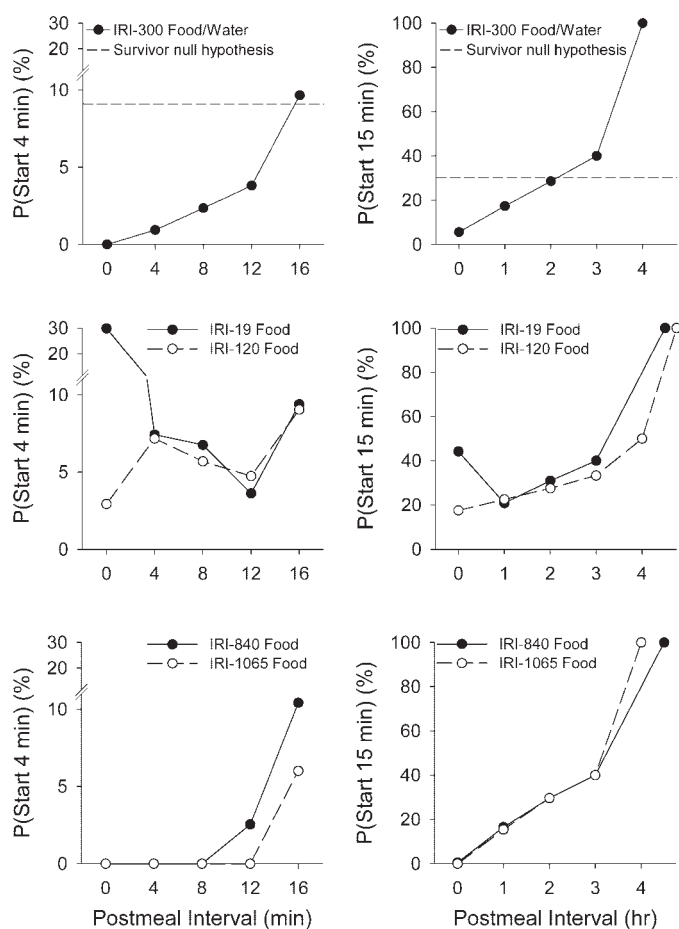 IRI-300 Food/Water
Survivor null hypothesis
P(Start 4 min) (%)
30
20
10
5
0
0 4 8 12 16
IRI-300 Food/Water
Survivor null hypothesis
P(Start 15 min) (%)
100
80
60
40
20
0
0 1 2 3 4
IRI-19 Food
IRI-120 Food
P(Start 4 min) (%)
30
20
10
5
0
0 4 8 12 16
IRI-19 Food
IRI-120 Food
P(Start 15 min) (%)
100
80
60
40
20
0
0 1 2 3 4
IRI-840 Food
IRI-1065 Food
P(Start 4 min) (%)
30
20
10
5
0
0 4 8 12 16
Postmeal Interval (min)
IRI-840 Food
IRI-1065 Food
P(Start 15 min) (%)
100
80
60
40
20
0
0 1 2 3 4
Postmeal Interval (hr)